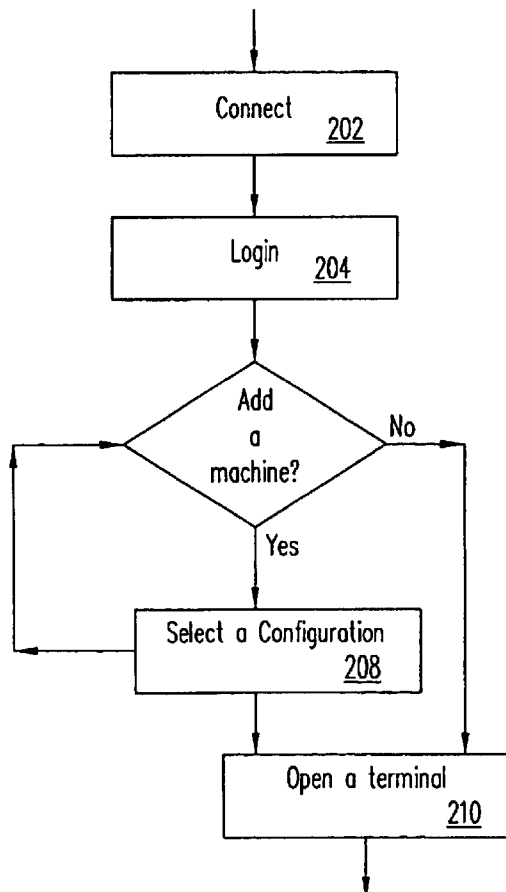 Connect
202
Login
204
Add
a
machine?
No
Yes
Select a Configuration
208
Open a terminal
210